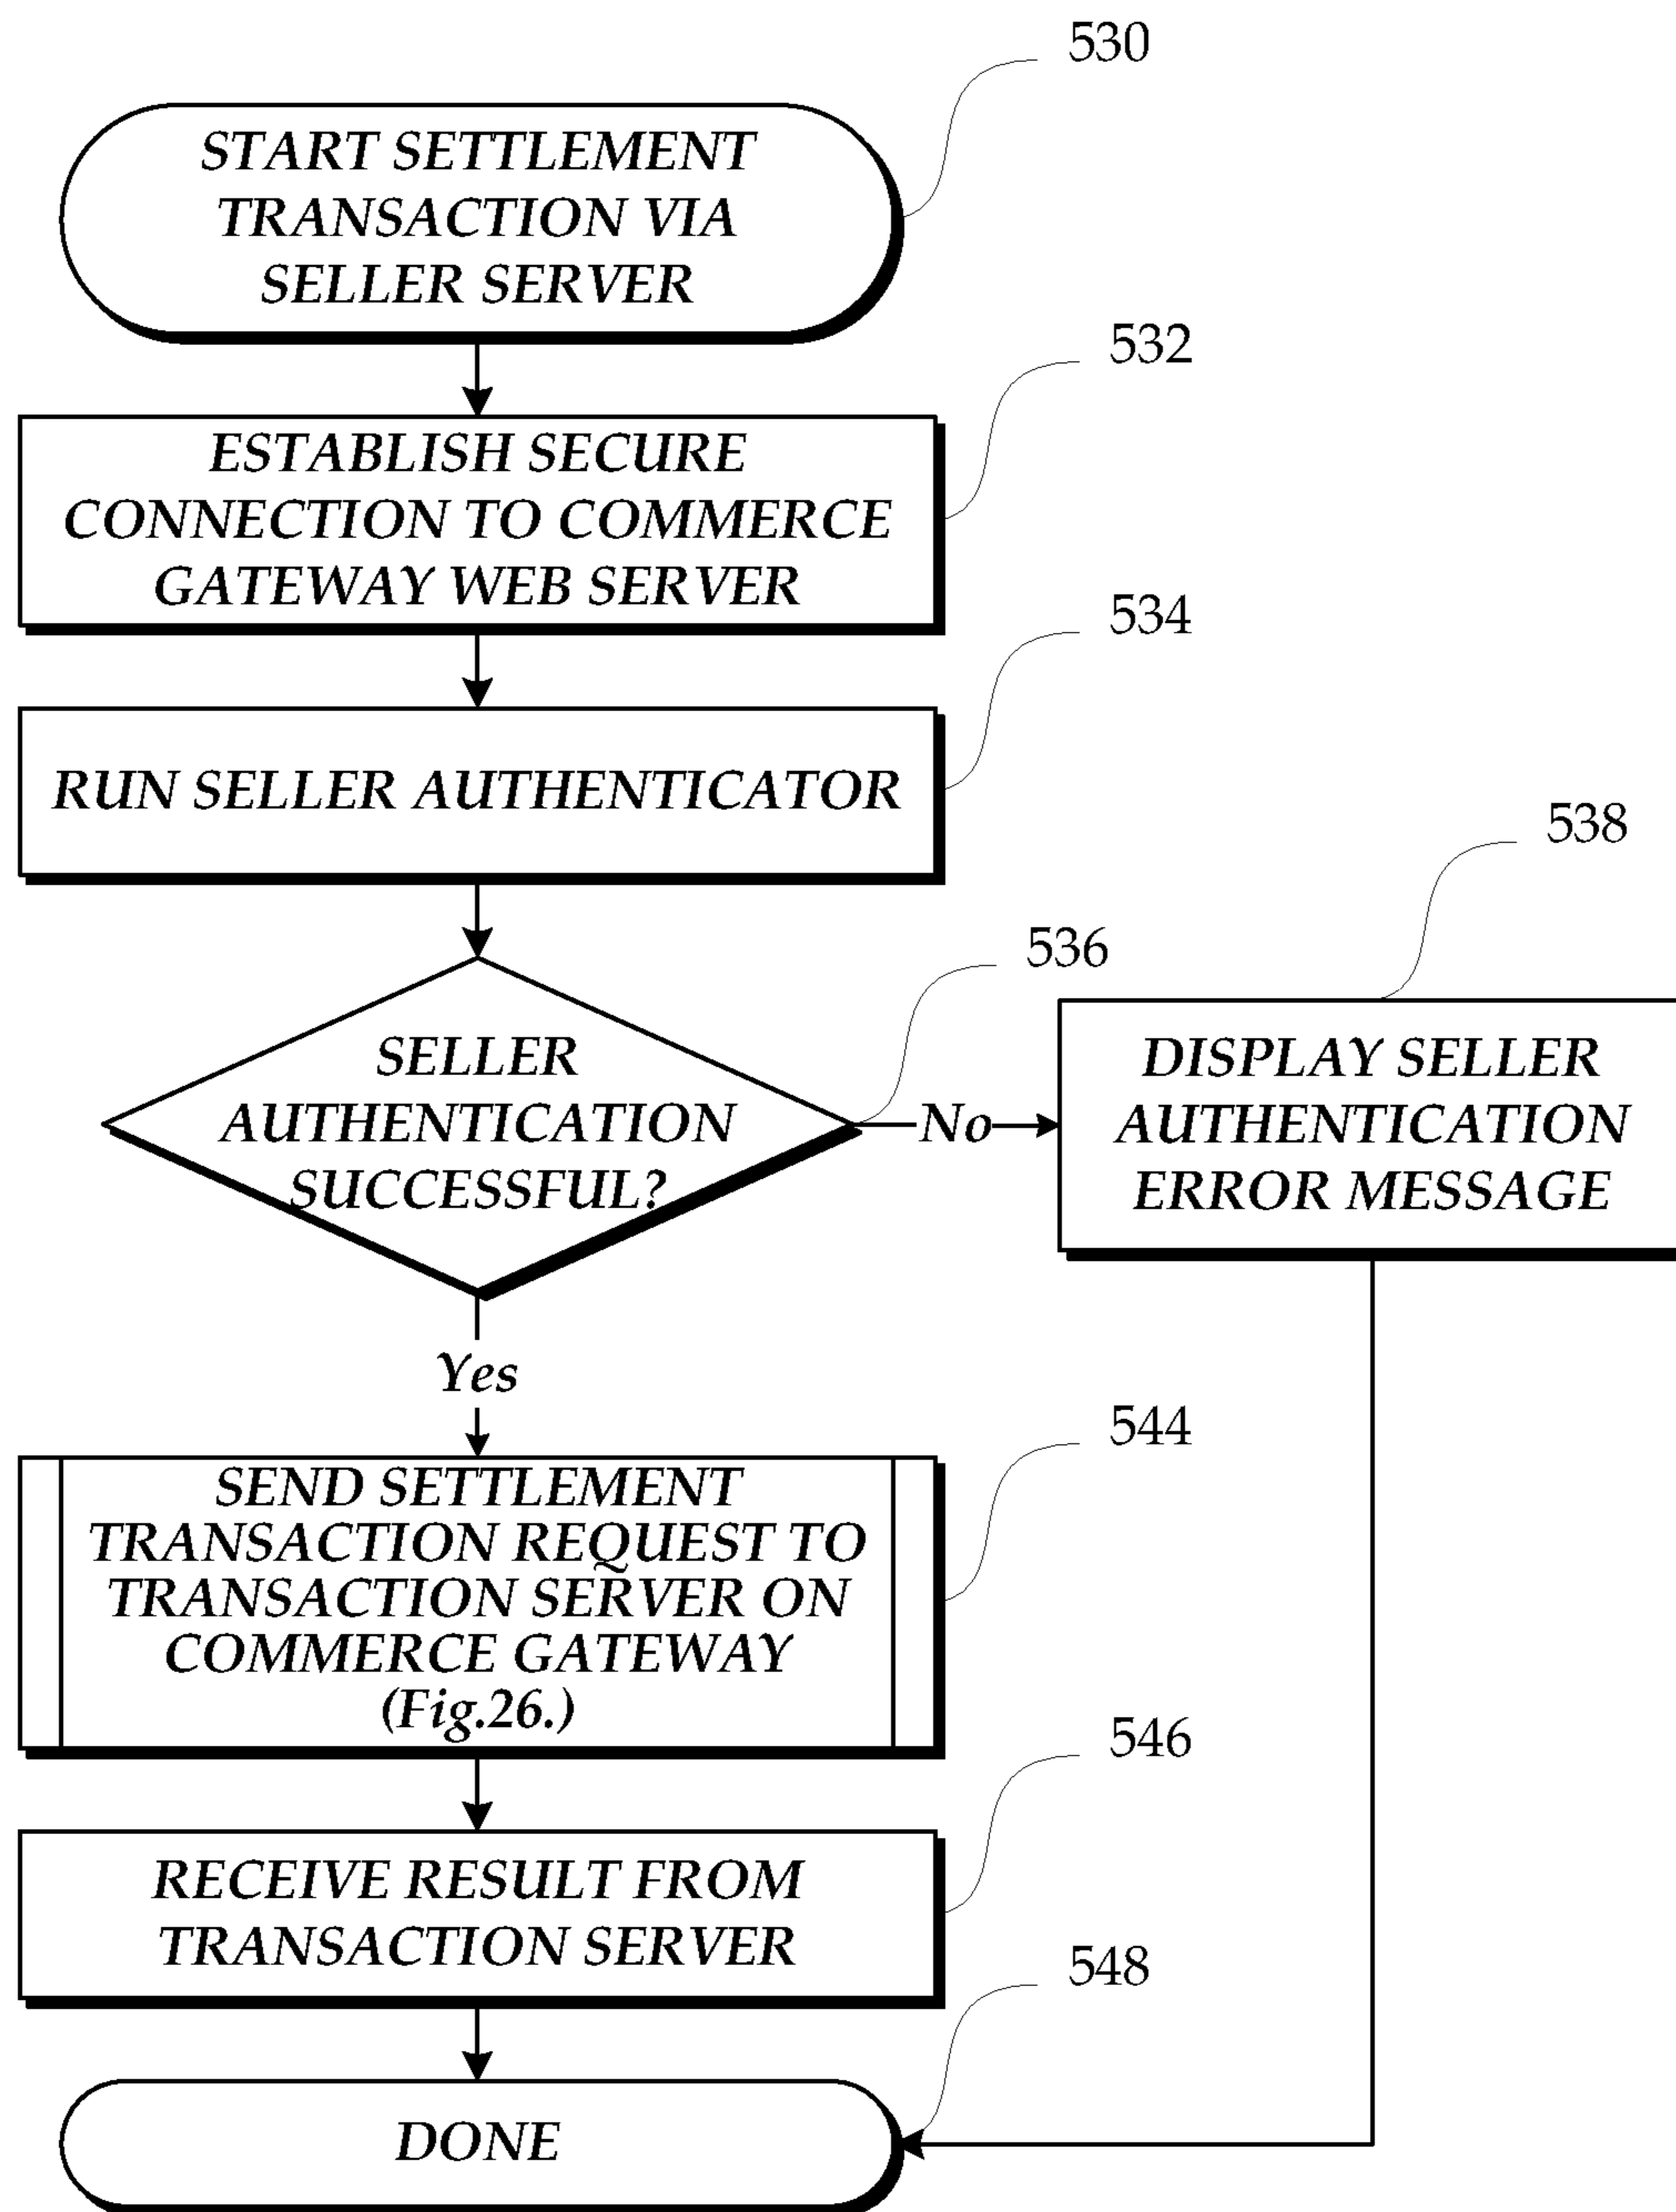 530
START SETTLEMENT
TRANSACTION VIA
SELLER SERVER
532
ESTABLISH SECURE
CONNECTION TO COMMERCE
GATEWAY WEB SERVER
534
RUN SELLER AUTHENTICATOR
536
SELLER
AUTHENTICATION
SUCCESSFUL?
No
538
DISPLAY SELLER
AUTHENTICATION
ERROR MESSAGE
Yes
544
SEND SETTLEMENT
TRANSACTION REQUEST TO
TRANSACTION SERVER ON
COMMERCE GATEWAY
(Fig.26.)
546
RECEIVE RESULT FROM
TRANSACTION SERVER
548
DONE